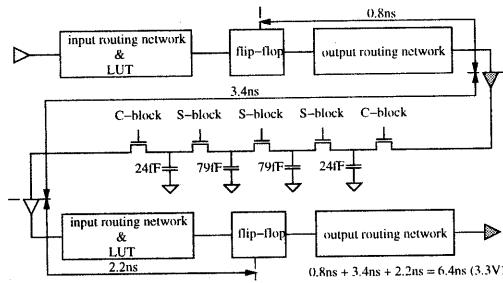 0.8ns
input routing network
&
LUT
flip-flop
output routing network
3.4ns
C-block S-block S-block S-block C-block
24fF 79fF 79fF 24fF
input routing network
&
LUT
flip-flop
output routing network
2.2ns
0.8ns + 3.4ns + 2.2ns = 6.4ns (3.3V)